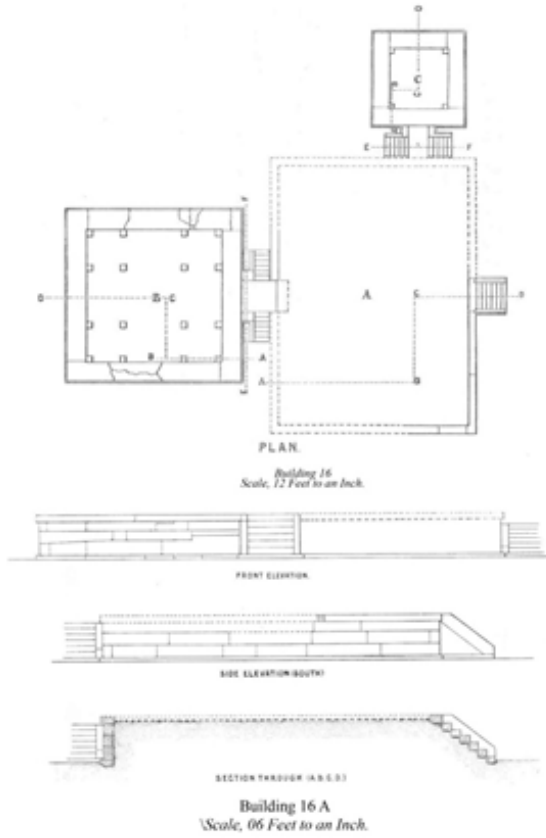 D
C
G
E F
A
C D
D B C
B A
A B
PLAN.
Building 16
Scale, 12 Feet to an Inch.
FRONT ELEVATION.
SIDE ELEVATION (SOUTH)
SECTION THROUGH (A.B.C.D.)
Building 16 A
\Scale, 06 Feet to an Inch.